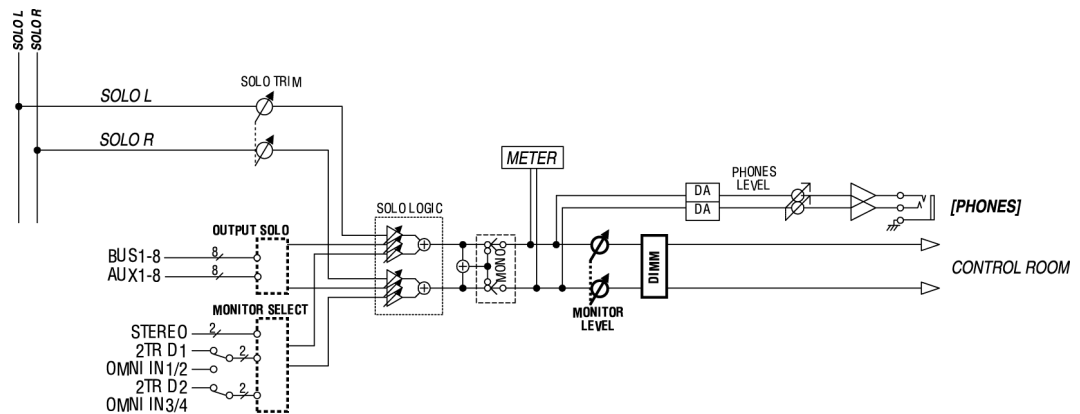 SOLO L
SOLO R
SOLO TRIM
SOLO L
SOLO R
METER
PHONES
LEVEL
DA
DA
[PHONES]
SOLO LOGIC
OUTPUT SOLO
BUS1-8
8
AUX1-8
8
MONO
DIMM
CONTROL ROOM
MONITOR
LEVEL
MONITOR SELECT
STEREO
2
2TR D1
2
OMNI IN1/2
2TR D2
2
OMNI IN3/4